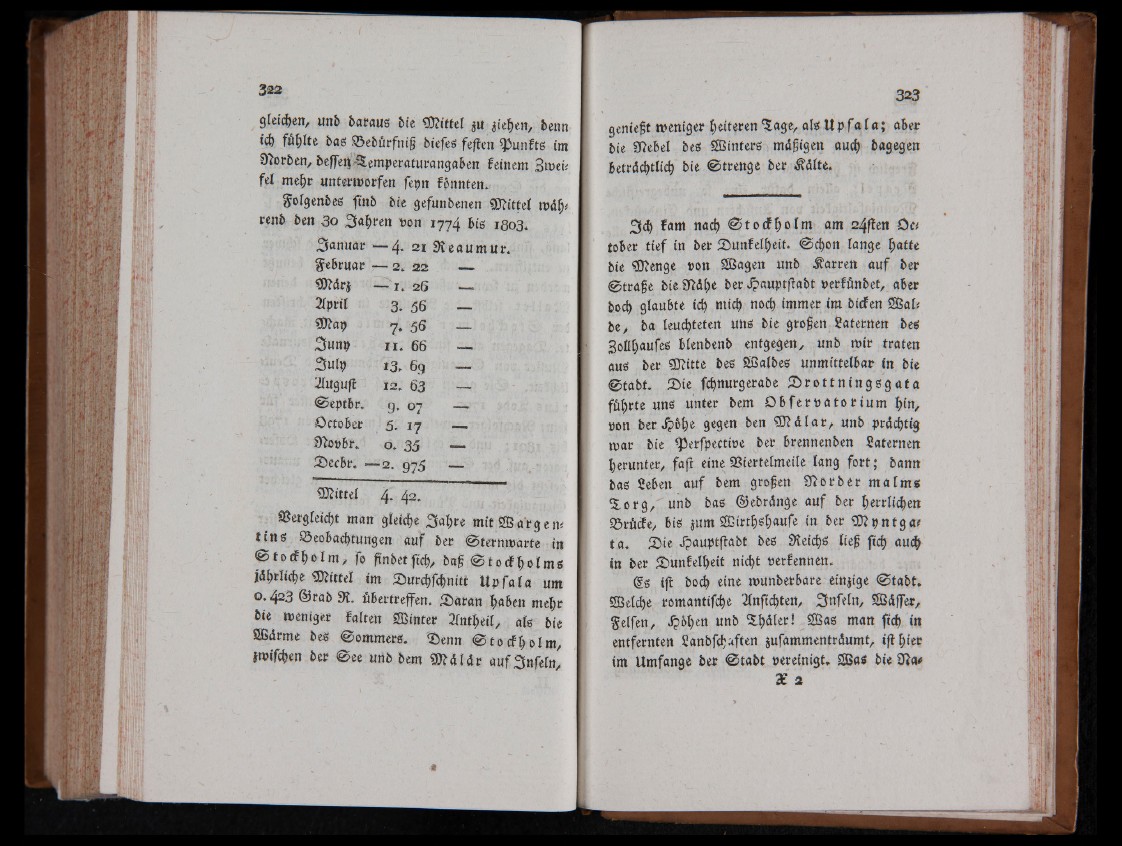 322
gleichen, und daraus die Mittel zu ziehen, denn
ich fühlte das Bedürfniß dieses festen Punkts im
Norden, dessen Temperaturangaben keinem Zwei-
fel mehr unterworfen seyn könnten.
Folgendes sind die gefundenen Mittel wäh-
rend den 30 Jahren von 1774 bis 1803.
Januar — 4. 21 Reaumur.
Februar — 2. 22 —
März — 1. 26 —
April 3. 56 —
May 7. 56 —
Juny 11. 66 —
July 13. 69 —
August 12. 63 —
Septbr. 9. 07 —
October 5. 17 —
Novbr. 0. 35 —
Decbr. — 2. 975 —
Mittel 4. 42.
Vergleicht man gleiche Jahre mit Wargen-
tins Beobachtungen auf der Sternwarte in
Stockholm, so findet sich, daß Stockholms
jährliche Mittel im Durchschnitt Upsala um
0. 423 Grad R. übertreffen. Daran haben mehr
die weniger kalten Winter Antheil, als die
Wärme des Sommers. Denn Stockholm,
zwischen der See und dem Mälär auf Inseln,
323
genießt weniger heiteren Tage, als Upsala; aber
die Nebel des Winters mäßigen auch dagegen
beträchtlich die Strenge der Kälte.
Ich kam nach Stockholm am 24sten Oc-
tober tief in der Dunkelheit. Schon lange hatte
die Menge von Wagen und Karren auf der
Straße die Nähe der Hauptstadt verkündet, aber
doch glaubte ich mich noch immer im dicken Wal-
de, da leuchteten uns die großen Laternen des
Zollhauses blendend entgegen, und wir traten
aus der Mitte des Waldes unmittelbar in die
Stadt. Die schnurgerade Drottningsgata
führte uns unter dem Observatorium hin,
von der Höhe gegen den Mälar, und prächtig
war die Perspective der brennenden Laternen
herunter, fast eine Viertelmeile lang fort; dann
das Leben auf dem großen Norder malms
Torg, und das Gedränge auf der herrlichen
Brücke, bis zum Wirthshause in der Myntga-
ta. Die Hauptstadt des Reichs ließ sich auch
in der Dunkelheit nicht verkennen.
Es ist doch eine wunderbare einzige Stadt.
Welche romantische Ansichten, Inseln, Wässer,
Felsen, Höhen und Thäler! Was man sich in
entfernten Landschaften zusammenträumt, ist hier
im Umfange der Stadt vereinigt. Was die Na-
X 2